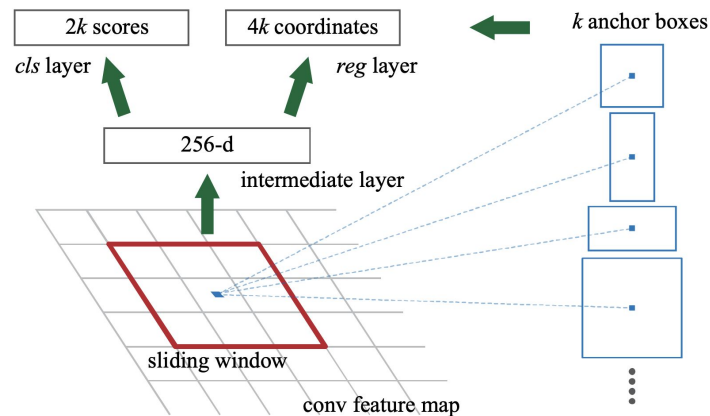 2k scores
4k coordinates
k anchor boxes
cls layer
reg layer
256-d
intermediate layer
sliding window
conv feature map